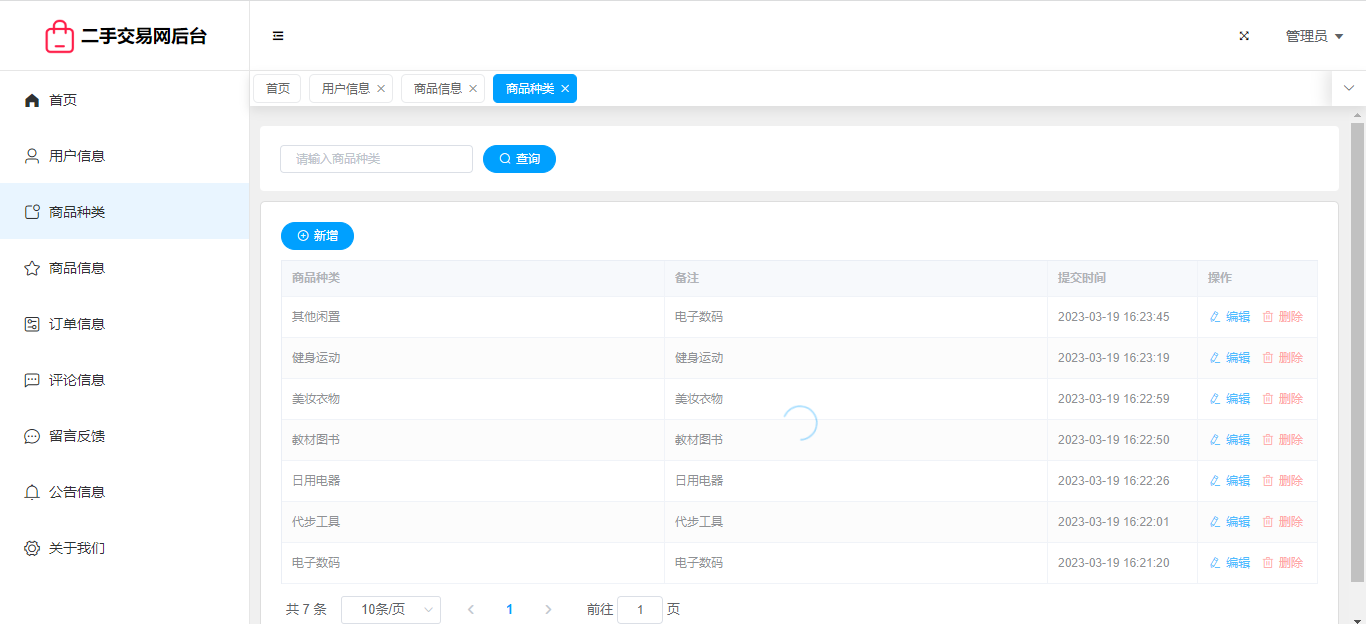 二手交易网后台
管理员
首页 用户信息 商品信息 商品种类
首页
用户信息
商品种类
商品信息
订单信息
评论信息
留言反馈
公告信息
关于我们
请输入商品种类 查询
新增
商品种类 备注 提交时间 操作
其他闲置 电子数码 2023-03-19 16:23:45 编辑 删除
健身运动 健身运动 2023-03-19 16:23:19 编辑 删除
美妆衣物 美妆衣物 2023-03-19 16:22:59 编辑 删除
教材图书 教材图书 2023-03-19 16:22:50 编辑 删除
日用电器 日用电器 2023-03-19 16:22:26 编辑 删除
代步工具 代步工具 2023-03-19 16:22:01 编辑 删除
电子数码 电子数码 2023-03-19 16:21:20 编辑 删除
共 7 条 10条/页 1 前往 1 页